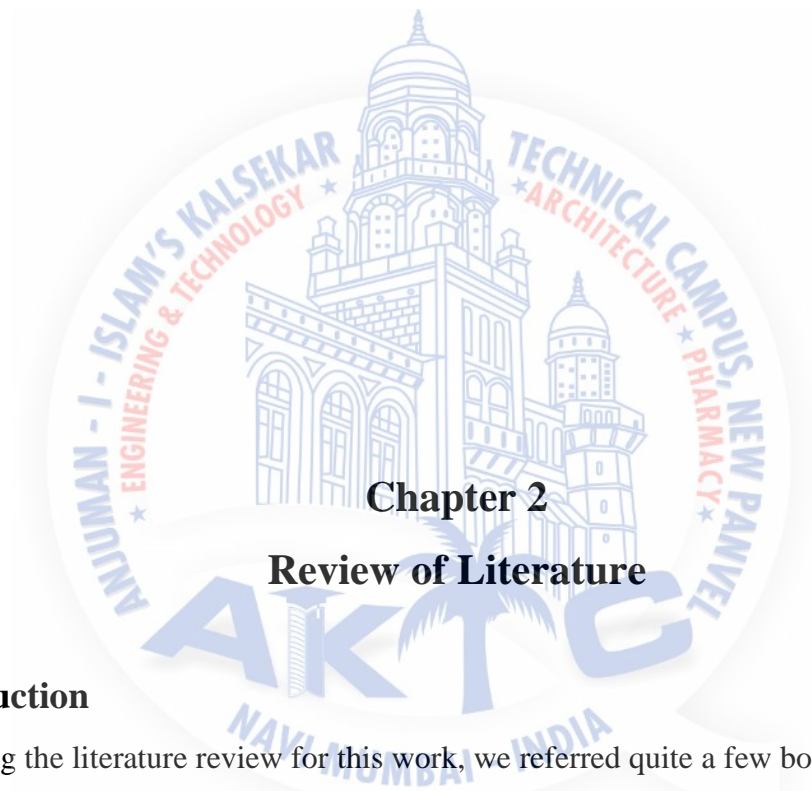 ANJUMAN - I - ISLAM'S KALSEKAR TECHNICAL CAMPUS, NEW PANVEL
★ ENGINEERING & TECHNOLOGY ★ ★ ARCHITECTURE ★ PHARMACY ★
Chapter 2
Review of Literature
AKTC
NAVI MUMBAI - INDIA
uction
g the literature review for this work, we referred quite a few bo